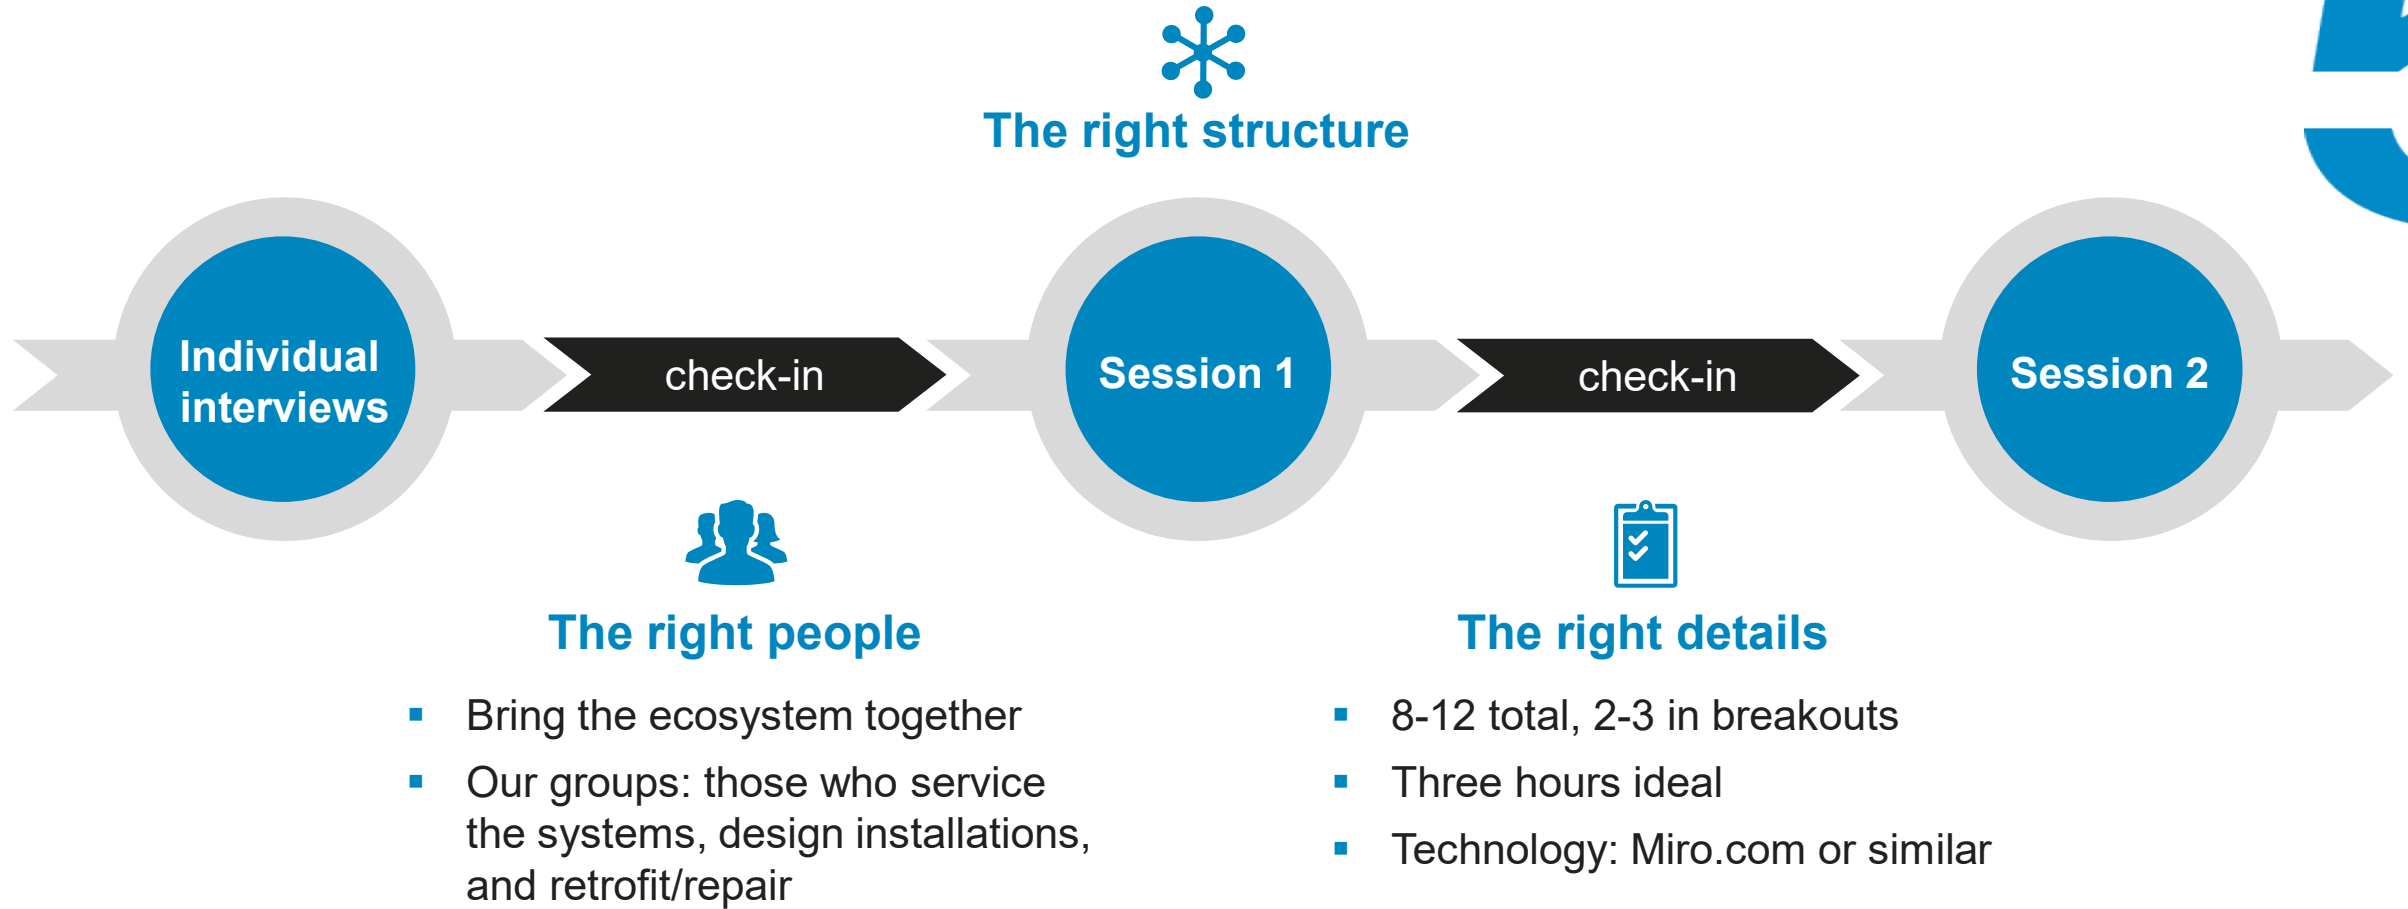 The right structure
Individual
interviews
check-in
Session 1
check-in
Session 2
The right people
▪ Bring the ecosystem together
▪ Our groups: those who service
the systems, design installations,
and retrofit/repair
The right details
▪ 8-12 total, 2-3 in breakouts
▪ Three hours ideal
▪ Technology: Miro.com or similar